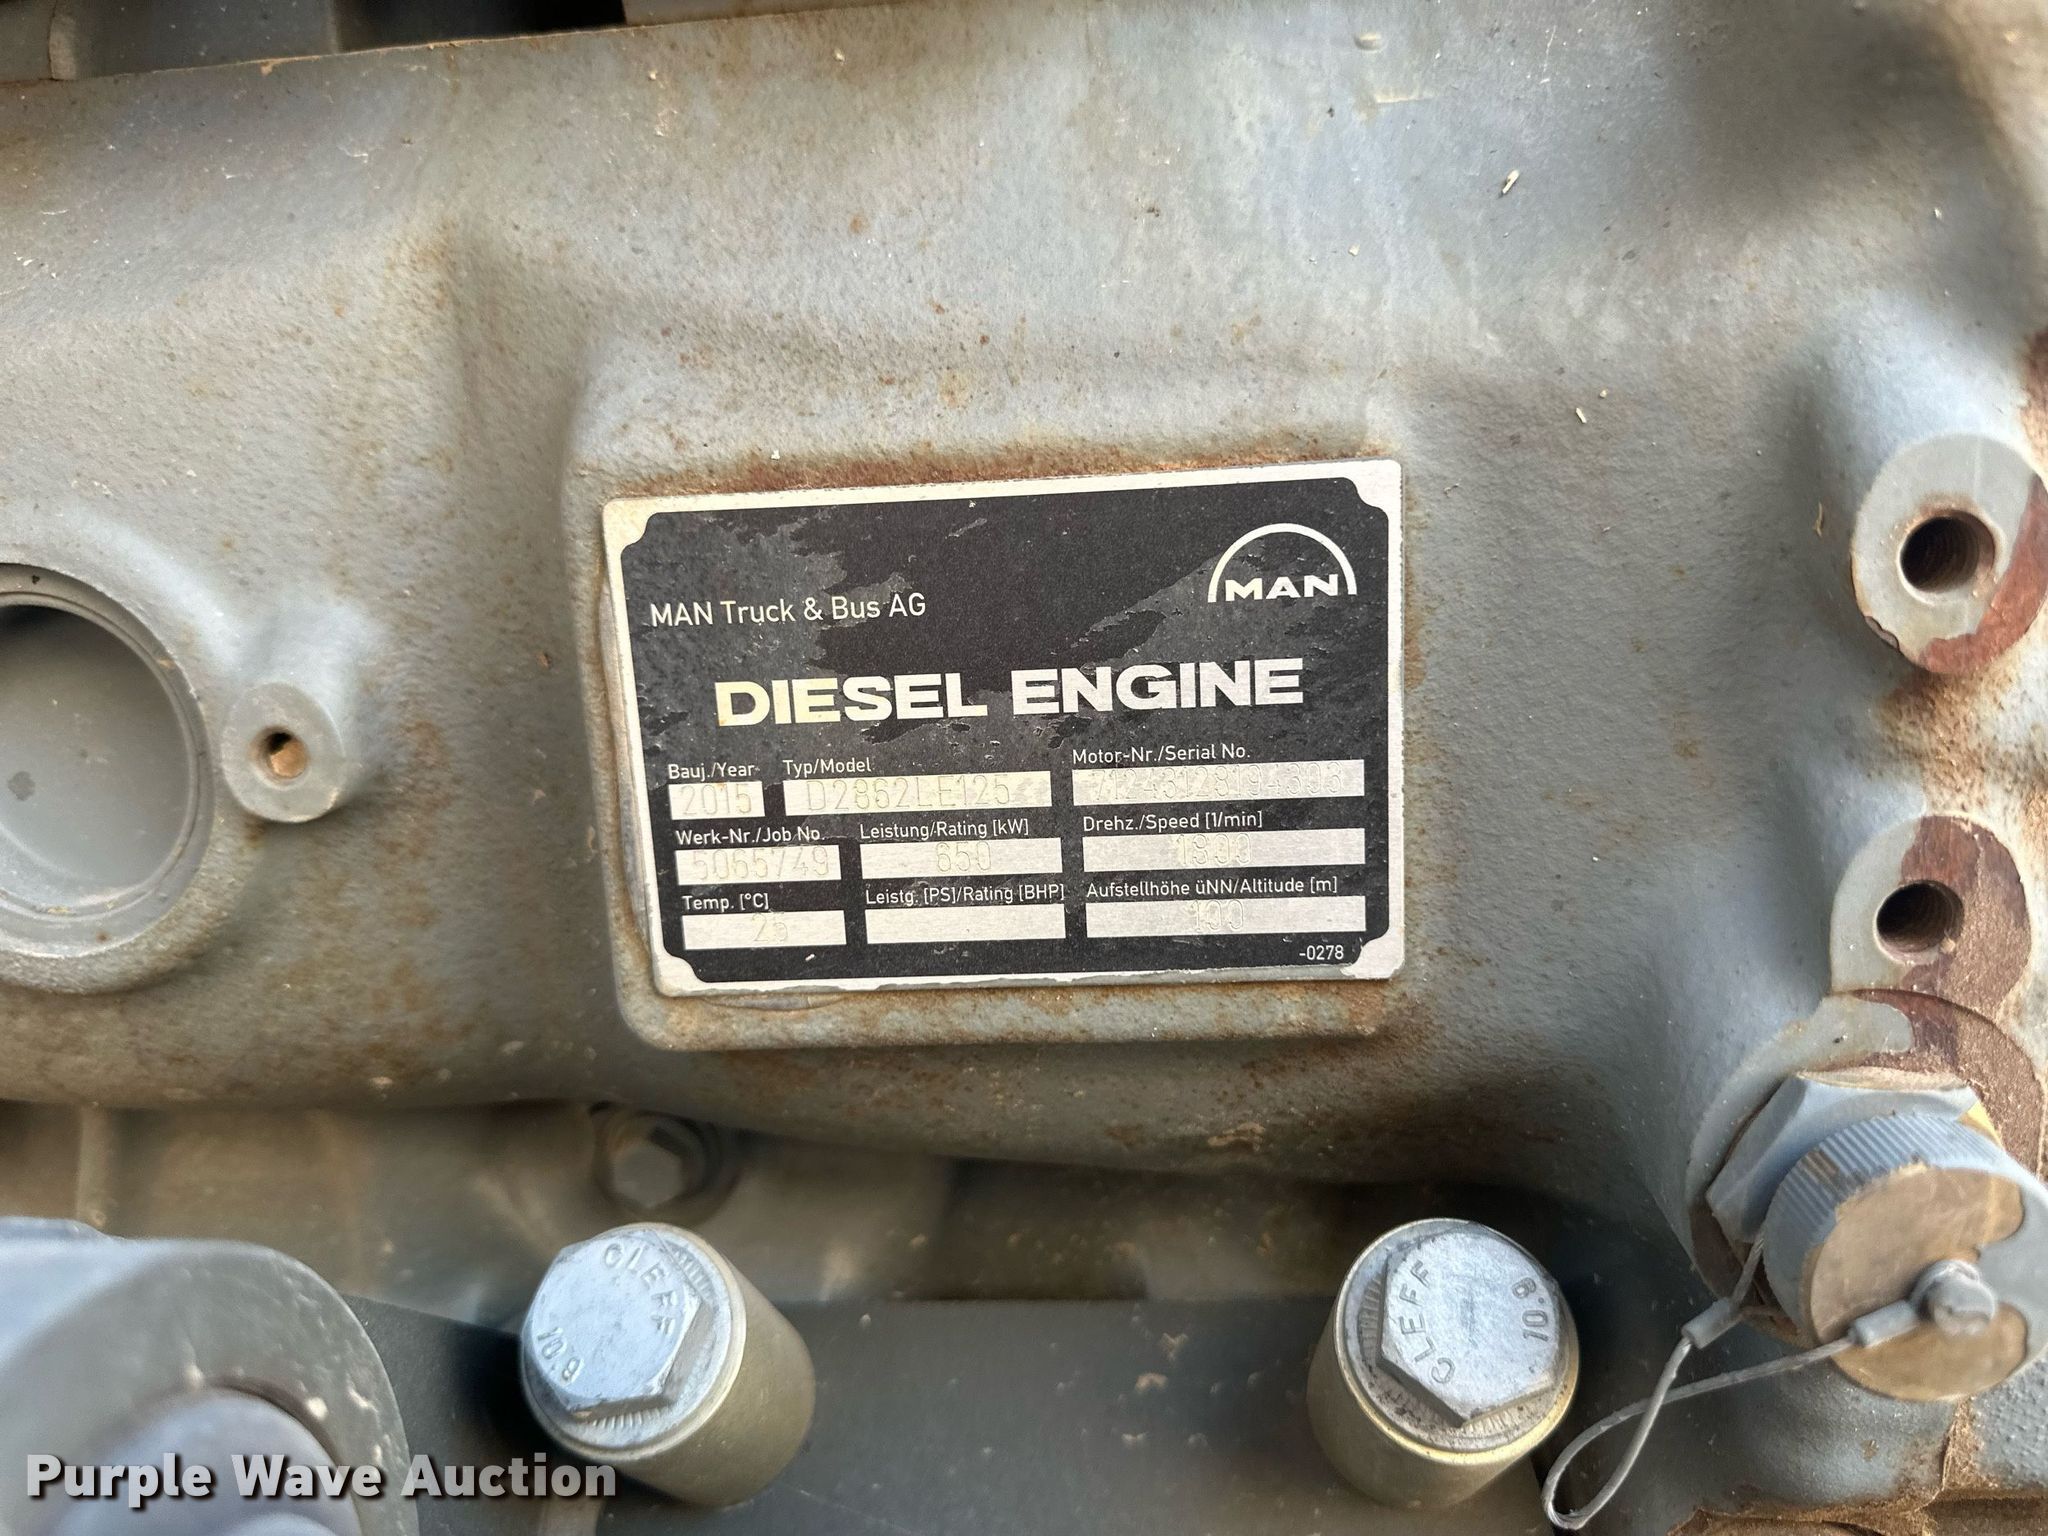 MAN
MAN Truck & Bus AG
DIESEL ENGINE
Bauj./Year Typ/Model Motor-Nr./Serial No.
2015 D2862LE125 71243128194303
Werk-Nr./Job No. Leistung/Rating [kW] Drehz./Speed [1/min]
5065749 650 1800
Temp. [°C] Leistg. [PS]/Rating [BHP] Aufstellhöhe üNN/Altitude [m]
25 100
-0278
CLEFF
10.9
CLEFF
10.9
Purple Wave Auction